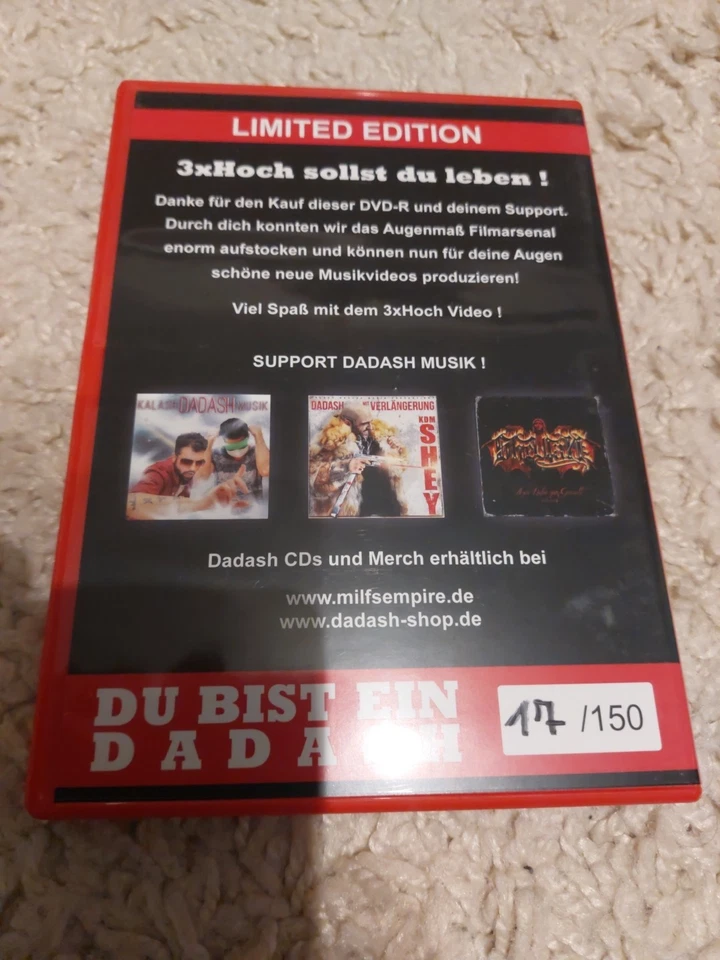 LIMITED EDITION
3xHoch sollst du leben !
Danke für den Kauf dieser DVD-R und deinem Support.
Durch dich konnten wir das Augenmaß Filmarsenal
enorm aufstocken und können nun für deine Augen
schöne neue Musikvideos produzieren!
Viel Spaß mit dem 3xHoch Video !
SUPPORT DADASH MUSIK !
KALASH DADASH MUSIK
DADASH MIT VERLÄNGERUNG
KDM
SHEY
Dadash CDs und Merch erhältlich bei
www.milfsempire.de
www.dadash-shop.de
DU BIST EIN
DADASH
17 /150